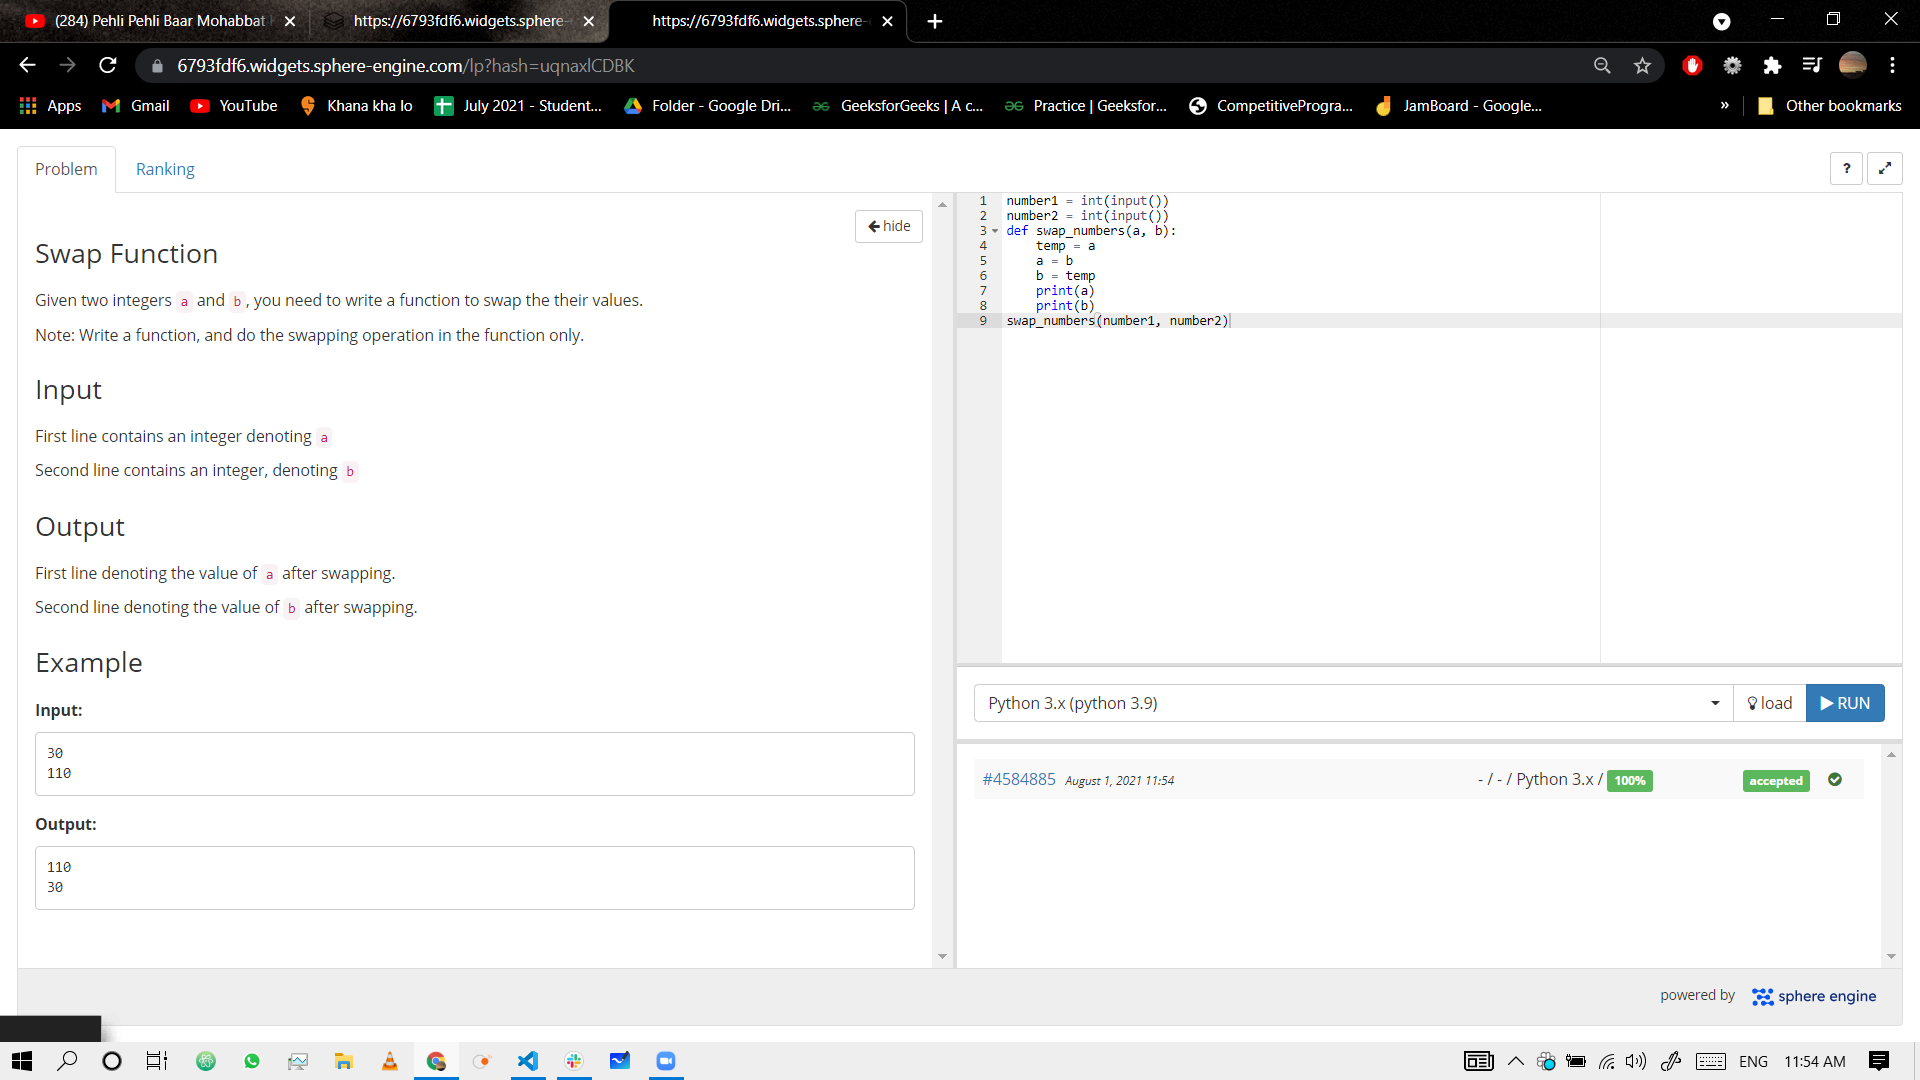 (284) Pehli Pehli Baar Mohabbat
https://6793fdf6.widgets.sphere-
https://6793fdf6.widgets.sphere-
6793fdf6.widgets.sphere-engine.com/lp?hash=uqnaxlCDBK
Apps Gmail YouTube Khana kha lo July 2021 - Student... Folder - Google Dri... GeeksforGeeks | A c... Practice | Geeksfor... CompetitiveProgra... JamBoard - Google... » Other bookmarks
Problem Ranking
?
hide
Swap Function
Given two integers a and b , you need to write a function to swap the their values.
Note: Write a function, and do the swapping operation in the function only.
Input
First line contains an integer denoting a
Second line contains an integer, denoting b
Output
First line denoting the value of a after swapping.
Second line denoting the value of b after swapping.
Example
Input:
30
110
Output:
110
30
1 number1 = int(input())
2 number2 = int(input())
3 def swap_numbers(a, b):
4 temp = a
5 a = b
6 b = temp
7 print(a)
8 print(b)
9 swap_numbers(number1, number2)
Python 3.x (python 3.9) load RUN
#4584885 August 1, 2021 11:54 - / - / Python 3.x / 100% accepted
powered by sphere engine
ENG 11:54 AM